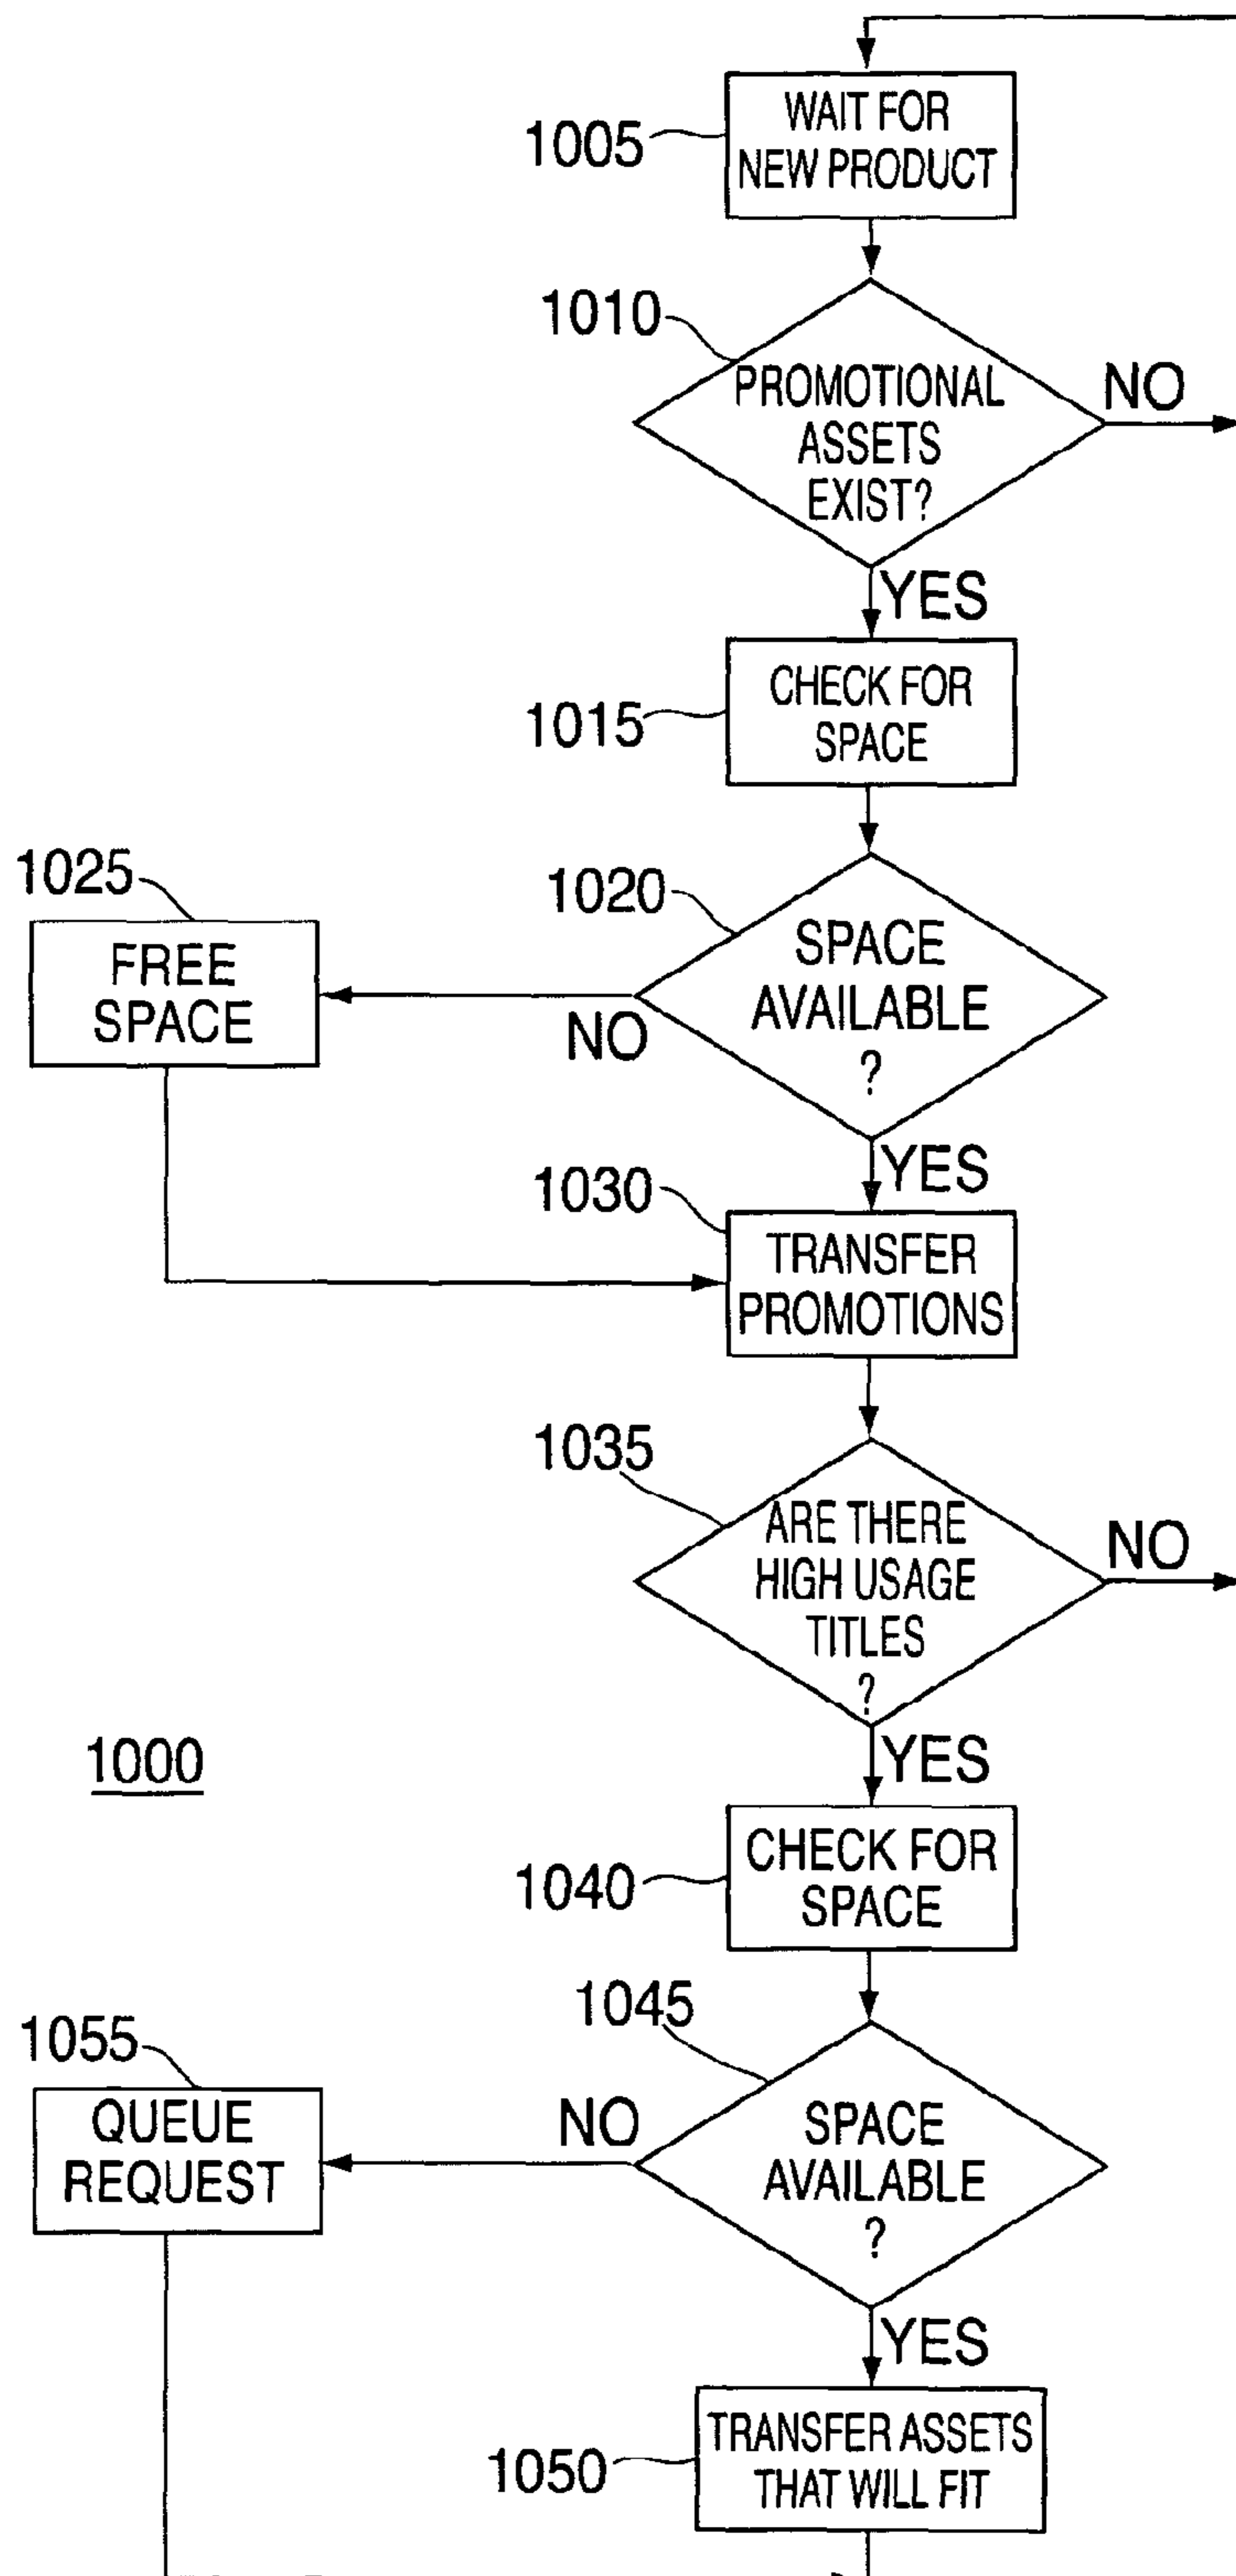 1005
WAIT FOR
NEW PRODUCT
1010
PROMOTIONAL
ASSETS
EXIST?
NO
YES
1015
CHECK FOR
SPACE
1020
SPACE
AVAILABLE
?
1025
FREE
SPACE
NO
YES
1030
TRANSFER
PROMOTIONS
1035
ARE THERE
HIGH USAGE
TITLES
?
NO
YES
1000
1040
CHECK FOR
SPACE
1045
SPACE
AVAILABLE
?
1055
QUEUE
REQUEST
NO
YES
1050
TRANSFER ASSETS
THAT WILL FIT